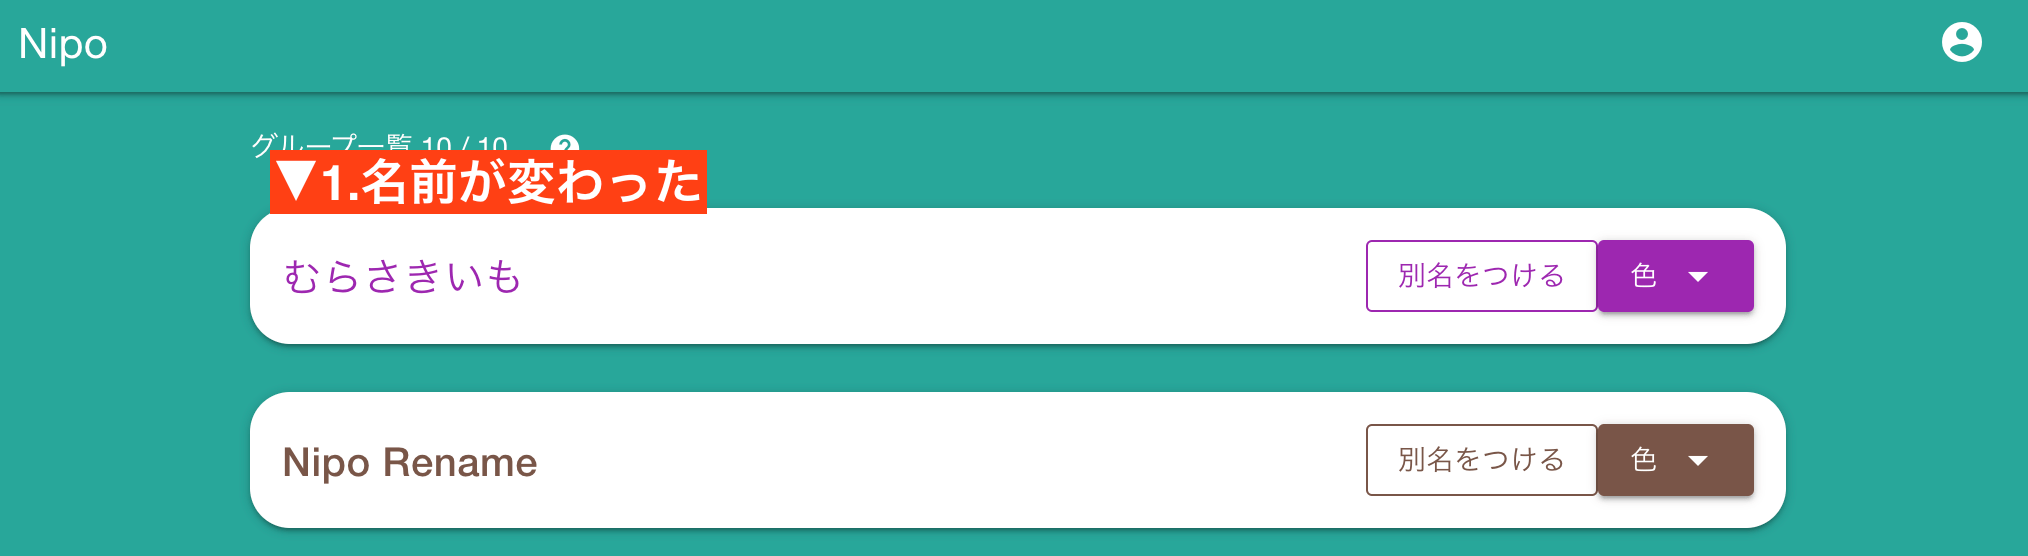 Nipo
グループ一覧 10 / 10
▼1.名前が変わった
むらさきいも
別名をつける
色
Nipo Rename
別名をつける
色